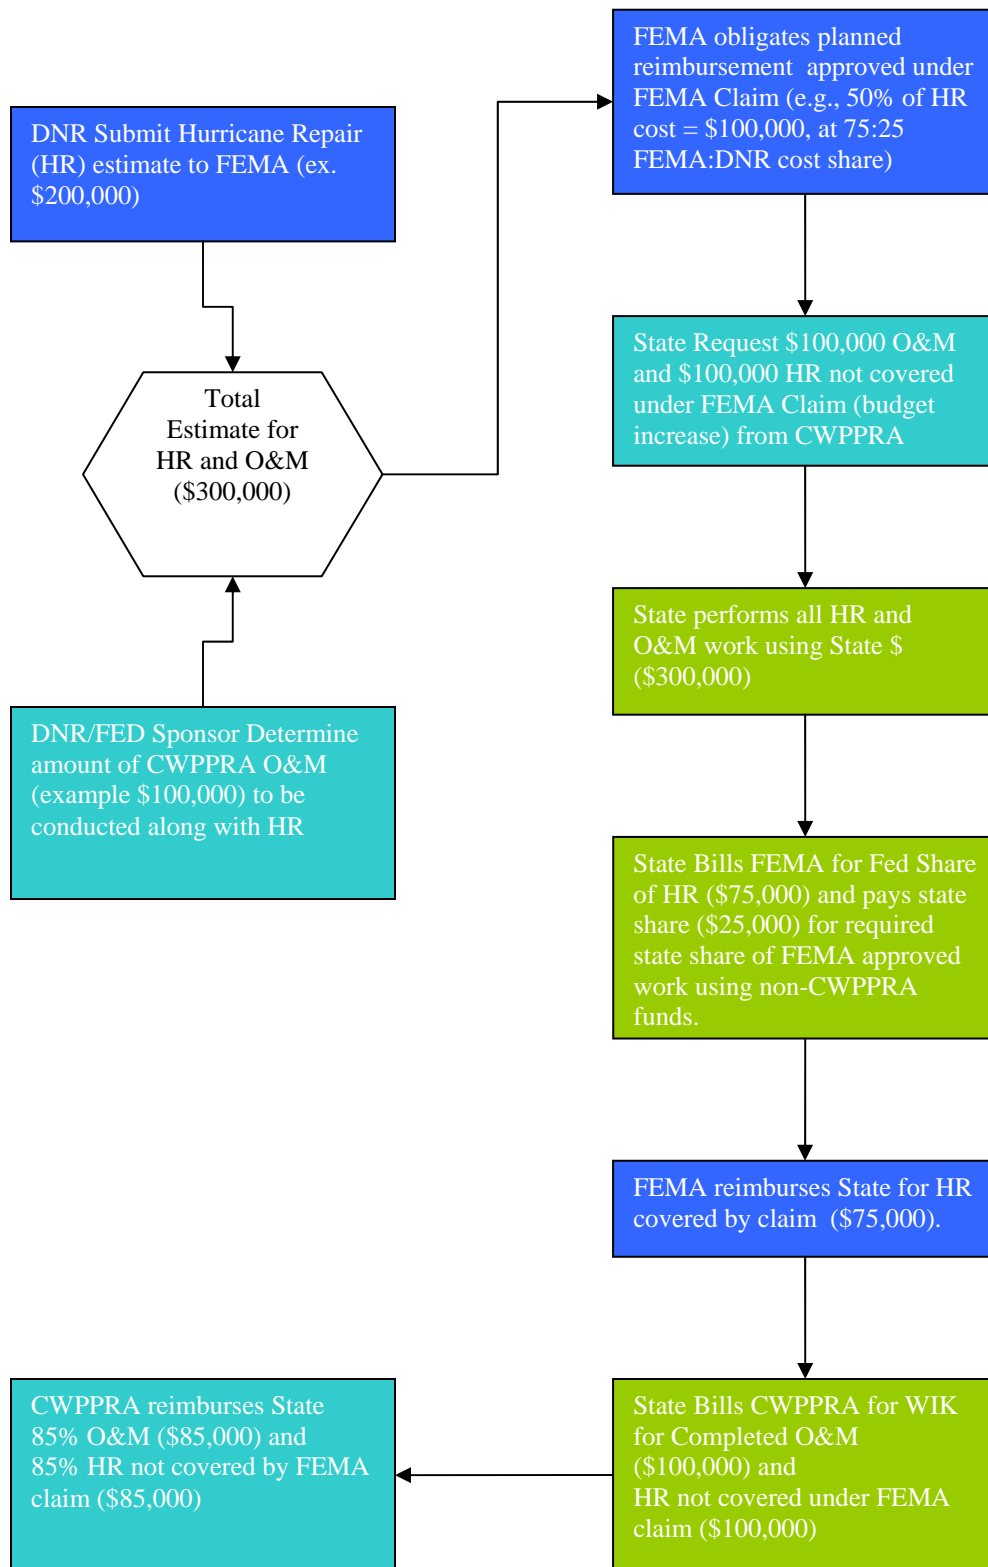 DNR Submit Hurricane Repair
(HR) estimate to FEMA (ex.
$200,000)
Total
Estimate for
HR and O&M
($300,000)
DNR/FED Sponsor Determine
amount of CWPPRA O&M
(example $100,000) to be
conducted along with HR
FEMA obligates planned
reimbursement approved under
FEMA Claim (e.g., 50% of HR
cost = $100,000, at 75:25
FEMA:DNR cost share)
State Request $100,000 O&M
and $100,000 HR not covered
under FEMA Claim (budget
increase) from CWPPRA
State performs all HR and
O&M work using State $
($300,000)
State Bills FEMA for Fed Share
of HR ($75,000) and pays state
share ($25,000) for required
state share of FEMA approved
work using non-CWPPRA
funds.
FEMA reimburses State for HR
covered by claim ($75,000).
State Bills CWPPRA for WIK
for Completed O&M
($100,000) and
HR not covered under FEMA
claim ($100,000)
CWPPRA reimburses State
85% O&M ($85,000) and
85% HR not covered by FEMA
claim ($85,000)